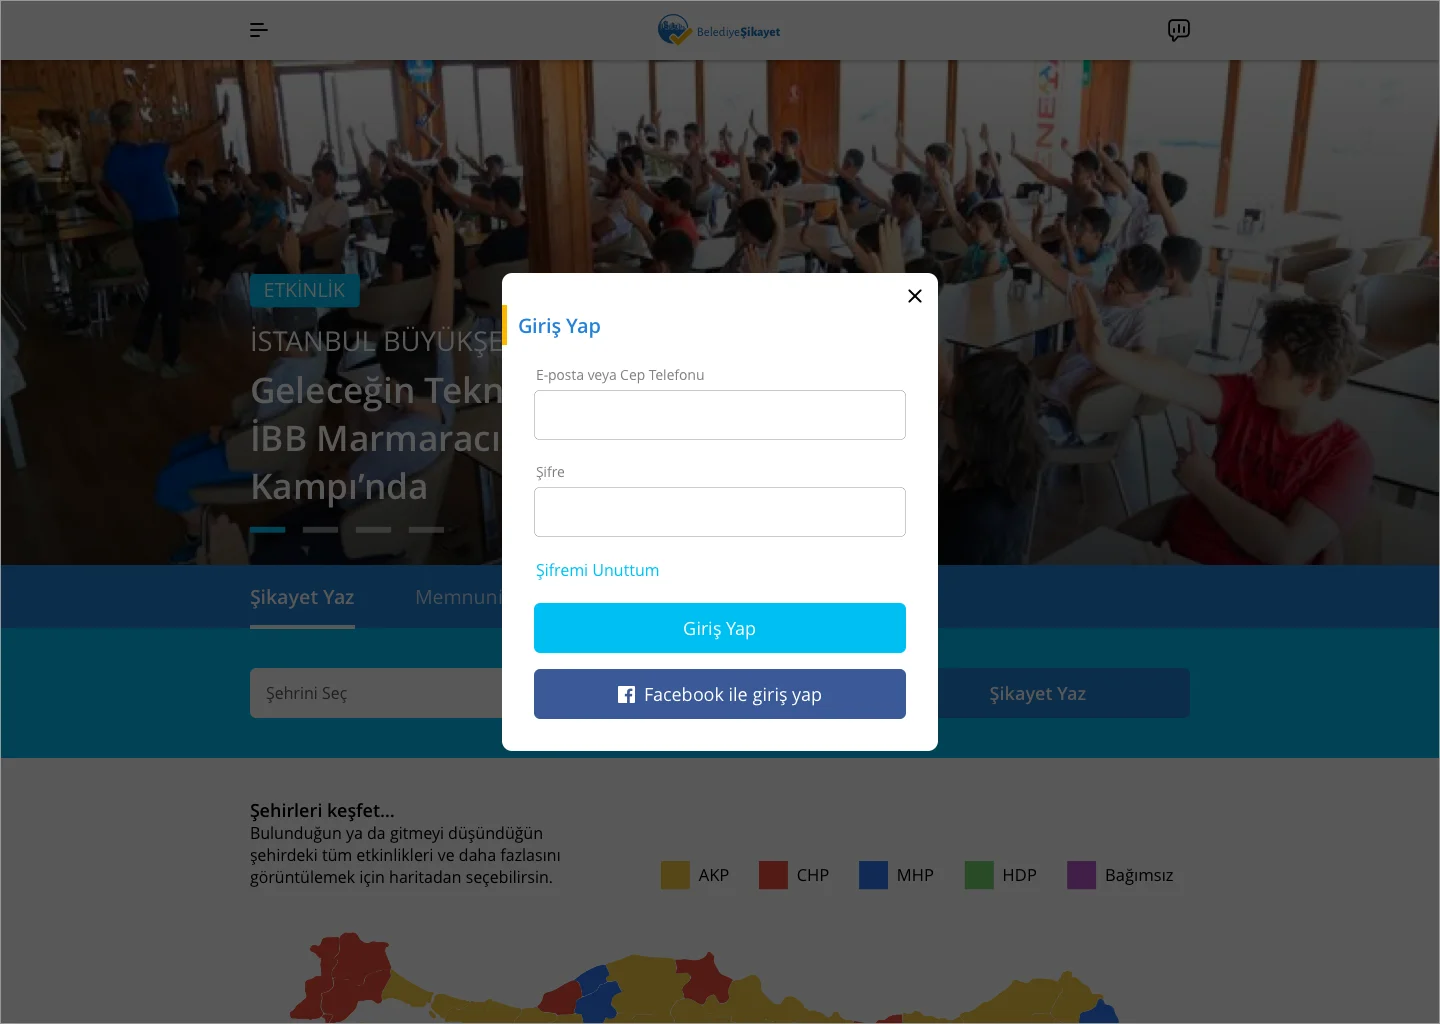 BelediyeŞikayet
ETKİNLİK
İSTANBUL BÜYÜKŞE
Geleceğin Tekn
İBB Marmaracı
Kampı'nda
Giriş Yap
E-posta veya Cep Telefonu
Şifre
Şifremi Unuttum
Giriş Yap
Facebook ile giriş yap
Şikayet Yaz
Memnuni
Şehrini Seç
Şikayet Yaz
Şehirleri keşfet...
Bulunduğun ya da gitmeyi düşündüğün
şehirdeki tüm etkinlikleri ve daha fazlasını
görüntülemek için haritadan seçebilirsin.
AKP CHP MHP HDP Bağımsız